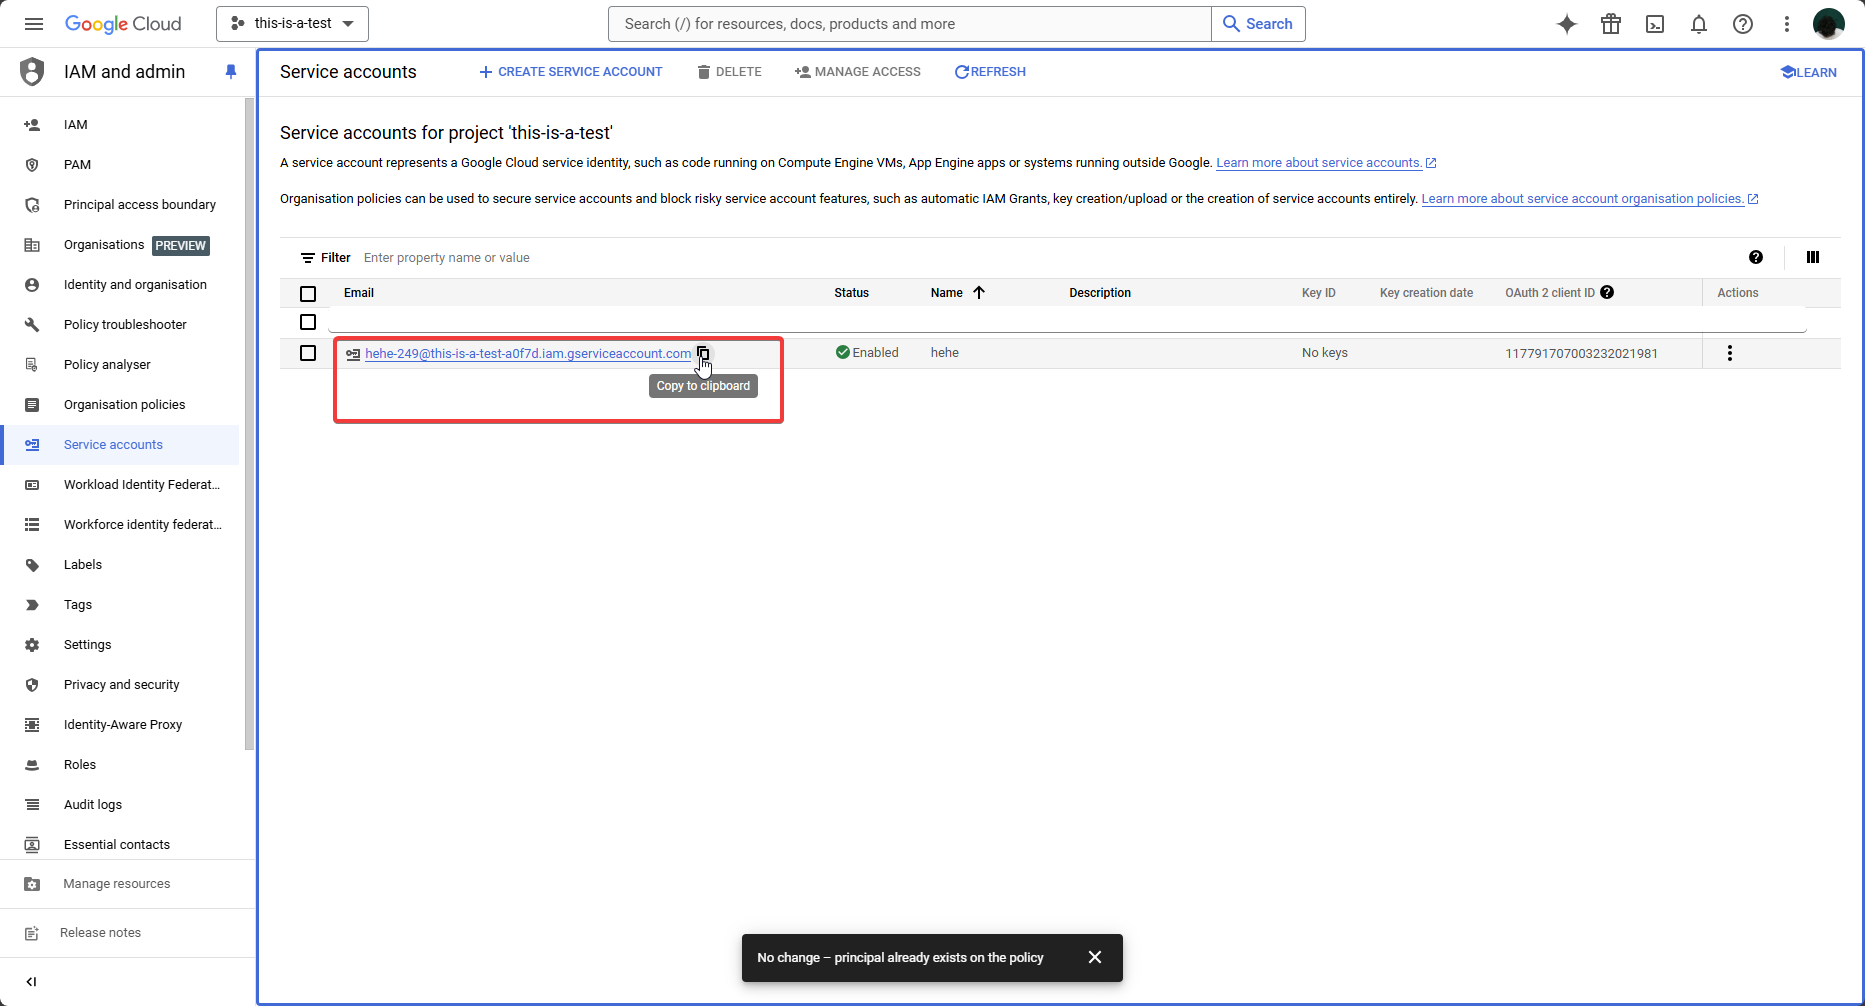 Google Cloud
this-is-a-test
Search (/) for resources, docs, products and more
Search
IAM and admin
Service accounts
CREATE SERVICE ACCOUNT
DELETE
MANAGE ACCESS
REFRESH
LEARN
IAM
PAM
Principal access boundary
Organisations PREVIEW
Identity and organisation
Policy troubleshooter
Policy analyser
Organisation policies
Service accounts
Workload Identity Federat...
Workforce identity federat...
Labels
Tags
Settings
Privacy and security
Identity-Aware Proxy
Roles
Audit logs
Essential contacts
Manage resources
Release notes
Service accounts for project 'this-is-a-test'
A service account represents a Google Cloud service identity, such as code running on Compute Engine VMs, App Engine apps or systems running outside Google. Learn more about service accounts.
Organisation policies can be used to secure service accounts and block risky service account features, such as automatic IAM Grants, key creation/upload or the creation of service accounts entirely. Learn more about service account organisation policies.
Filter Enter property name or value
Email Status Name Description Key ID Key creation date OAuth 2 client ID Actions
hehe-249@this-is-a-test-a0f7d.iam.gserviceaccount.com Enabled hehe No keys 117791707003232021981
Copy to clipboard
No change – principal already exists on the policy